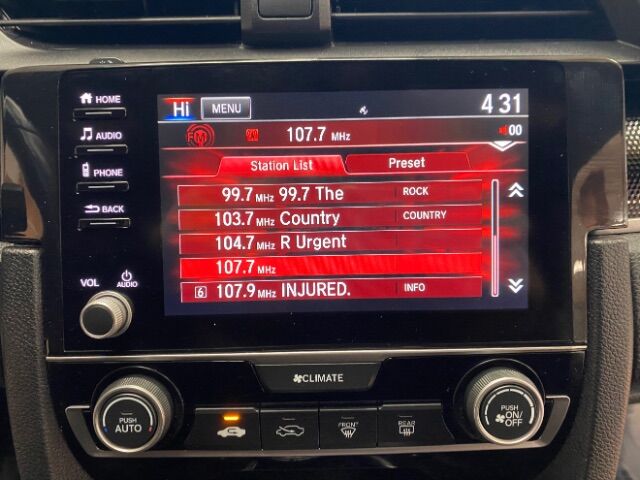 HOME
AUDIO
PHONE
BACK
VOL AUDIO
Hi MENU 4 31
FM 107.7 MHz 00
Station List Preset
99.7 MHz 99.7 The ROCK
103.7 MHz Country COUNTRY
104.7 MHz R Urgent
107.7 MHz
6 107.9 MHz INJURED. INFO
CLIMATE
PUSH AUTO
FRONT
REAR
PUSH ON/OFF